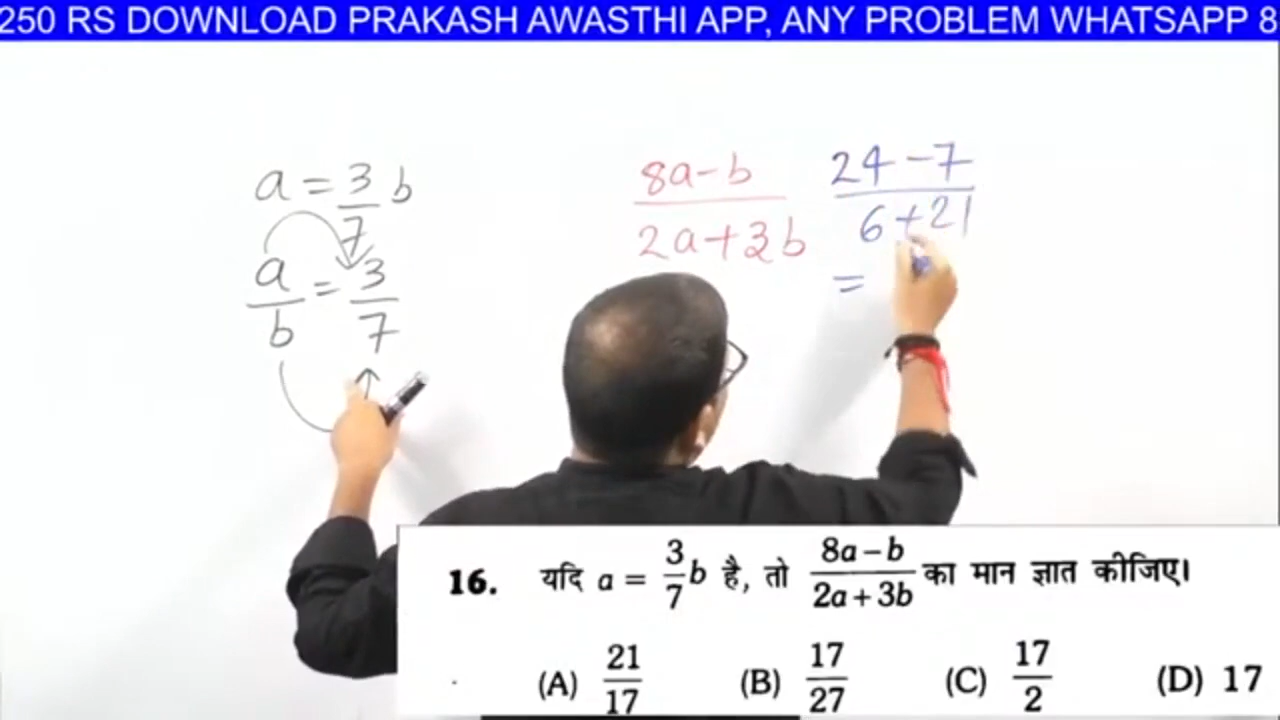 250 RS DOWNLOAD PRAKASH AWASTHI APP, ANY PROBLEM WHATSAPP 8
a = 3/7 b
a/b = 3/7
8a-b / 2a+3b
24-7 / 6+21
=
16. यदि a = 3/7 b है, तो 8a-b / 2a+3b का मान ज्ञात कीजिए।
(A) 21/17 (B) 17/27 (C) 17/2 (D) 17